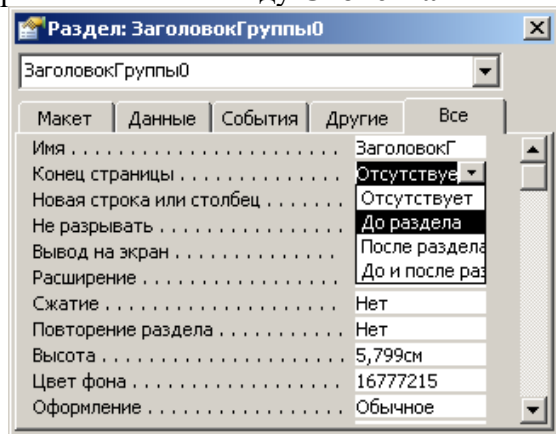 Раздел: ЗаголовокГруппы0
ЗаголовокГруппы0
Макет Данные События Другие Все
Имя ЗаголовокГ
Конец страницы Отсутствуе
Новая строка или столбец Отсутствует
Не разрывать До раздела
Вывод на экран После раздела
Расширение До и после раз
Сжатие Нет
Повторение раздела Нет
Высота 5,799см
Цвет фона 16777215
Оформление Обычное